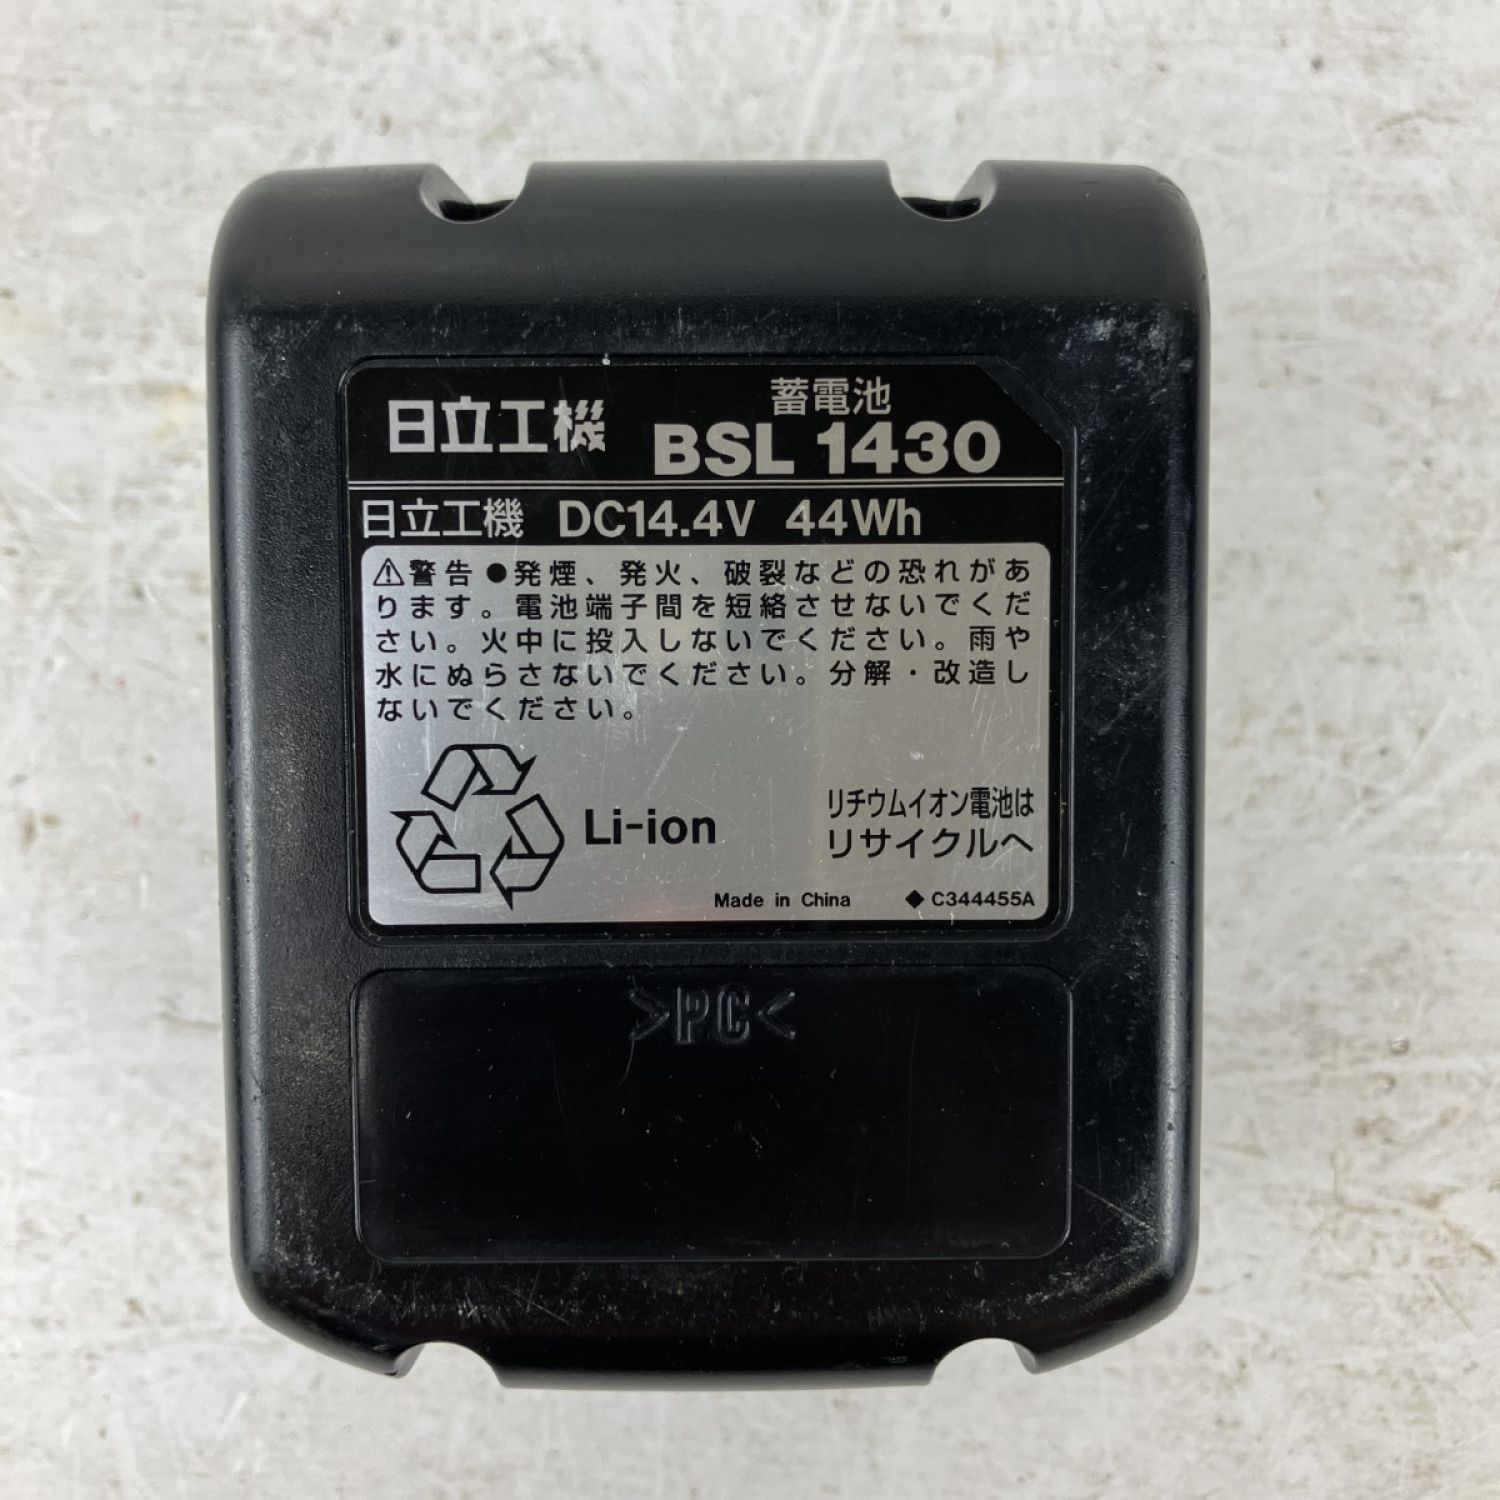 日立工機 蓄電池
BSL 1430
日立工機 DC14.4V 44Wh
⚠警告 ●発煙、発火、破裂などの恐れがあ
ります。電池端子間を短絡させないでくだ
さい。火中に投入しないでください。雨や
水にぬらさないでください。分解・改造し
ないでください。
Li-ion
リチウムイオン電池は
リサイクルへ
Made in China ◆ C344455A
>PC<